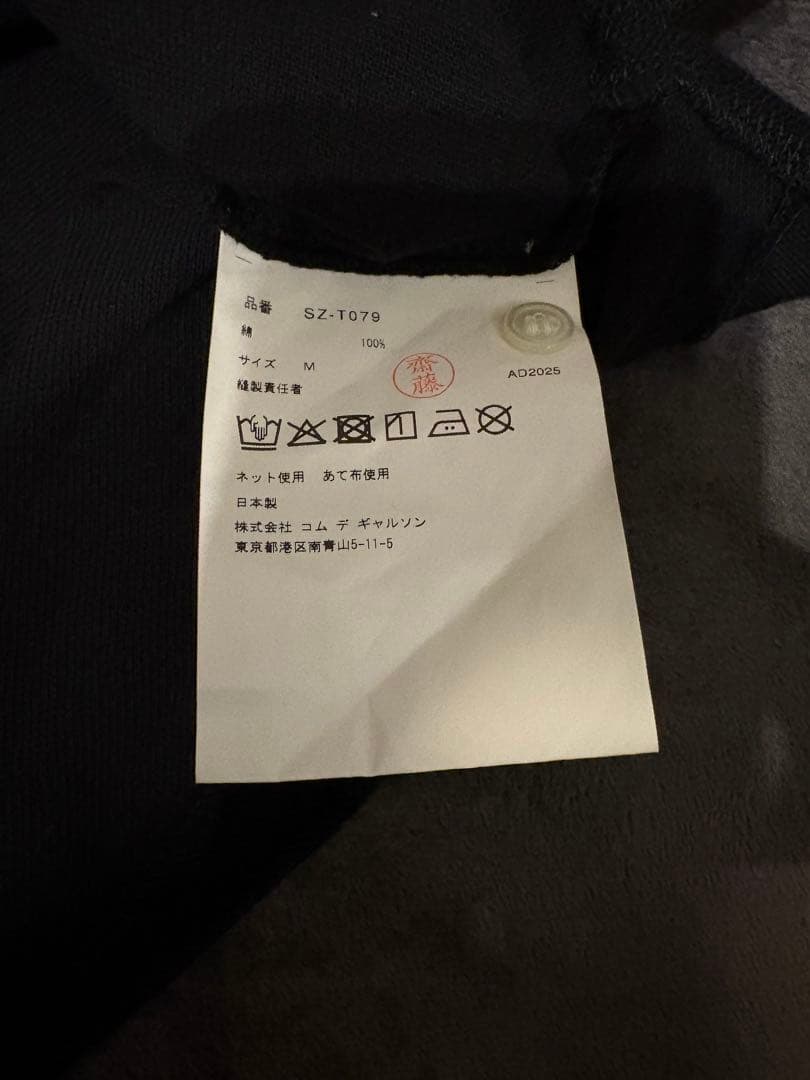 品番 SZ-T079
綿 100%
サイズ M
縫製責任者 齋藤 AD2025
ネット使用 あて布使用
日本製
株式会社 コム デ ギャルソン
東京都港区南青山5-11-5